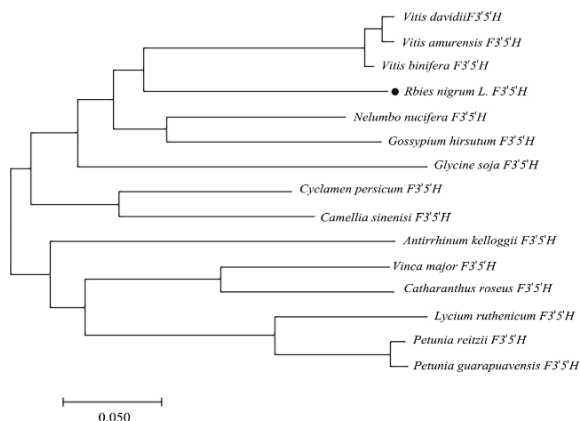 Vitis davidiiF3'5'H
Vitis amurensis F3'5'H
Vitis binifera F3'5'H
Rbies nigrum L. F3'5'H
Nelumbo nucifera F3'5'H
Gossypium hirsutum F3'5'H
Glycine soja F3'5'H
Cyclamen persicum F3'5'H
Camellia sinenisi F3'5'H
Antirrhinum kelloggii F3'5'H
Vinca major F3'5'H
Catharanthus roseus F3'5'H
Lycium ruthenicum F3'5'H
Petunia reitzii F3'5'H
Petunia guarapuavensis F3'5'H
0.050